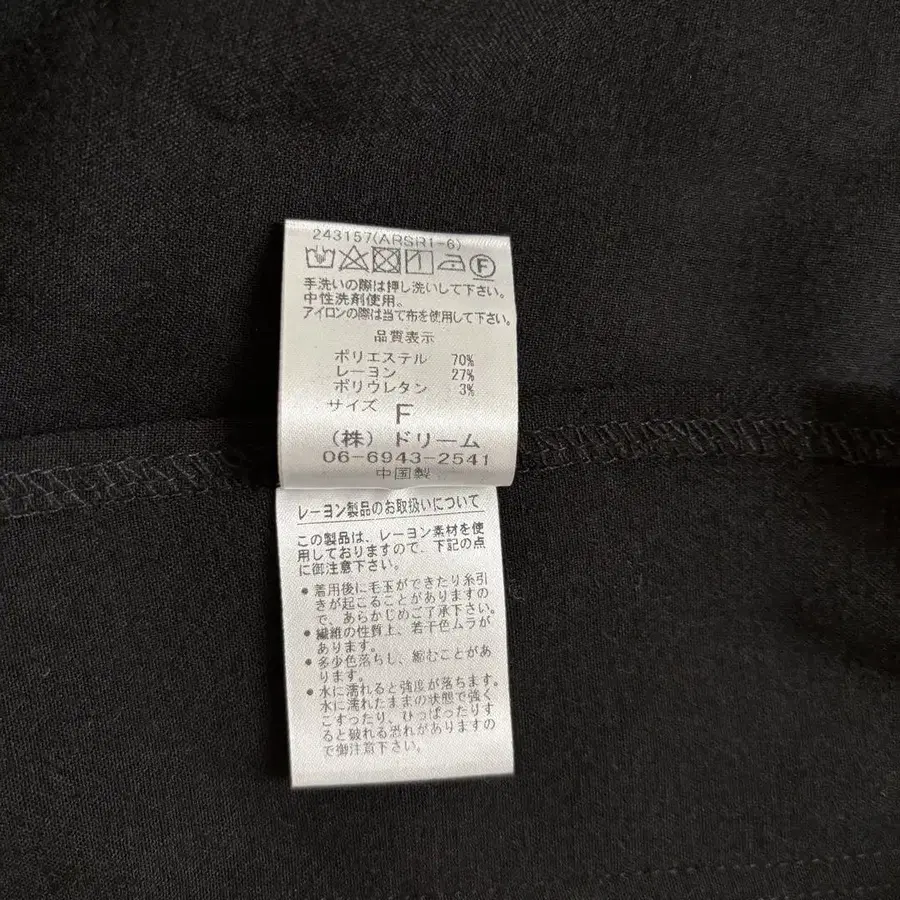 243157(ARSR1-6)
F
手洗いの際は押し洗いして下さい。
中性洗剤使用。
アイロンの際は当て布を使用して下さい。
品質表示
ポリエステル 70%
レーヨン 27%
ポリウレタン 3%
サイズ F
(株) ドリーム
06-6943-2541
中国製
レーヨン製品のお取扱いについて
この製品は、レーヨン素材を使
用しておりますので、下記の点
に御注意下さい。
●着用後に毛玉ができたり糸引
きが起こることがありますの
で、あらかじめご了承下さい。
●繊維の性質上、若干色ムラが
あります。
●多少色落ちし、縮むことがあ
ります。
●水に濡れると強度が落ちます。
水に濡れたままの状態で強く
こすったり、ひっぱったりす
ると破れる恐れがありますの
で御注意下さい。